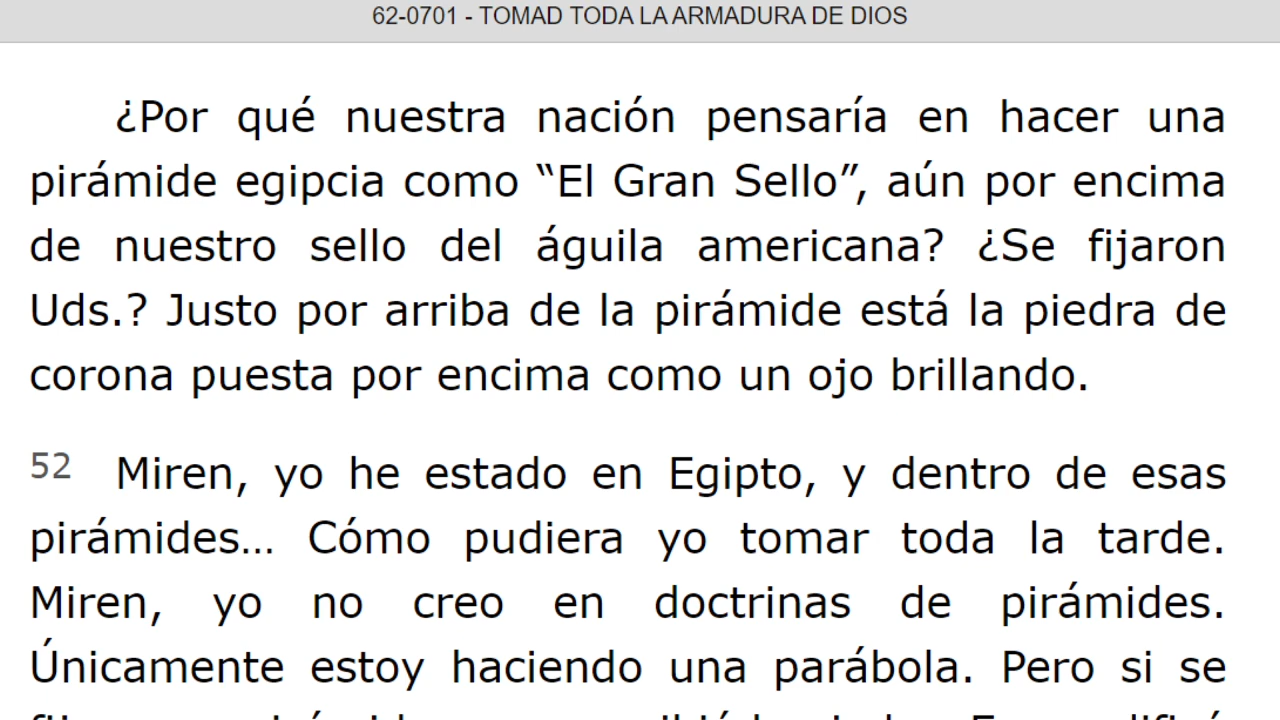 62-0701 - TOMAD TODA LA ARMADURA DE DIOS
¿Por qué nuestra nación pensaría en hacer una
pirámide egipcia como “El Gran Sello”, aún por encima
de nuestro sello del águila americana? ¿Se fijaron
Uds.? Justo por arriba de la pirámide está la piedra de
corona puesta por encima como un ojo brillando.
52 Miren, yo he estado en Egipto, y dentro de esas
pirámides… Cómo pudiera yo tomar toda la tarde.
Miren, yo no creo en doctrinas de pirámides.
Únicamente estoy haciendo una parábola. Pero si se